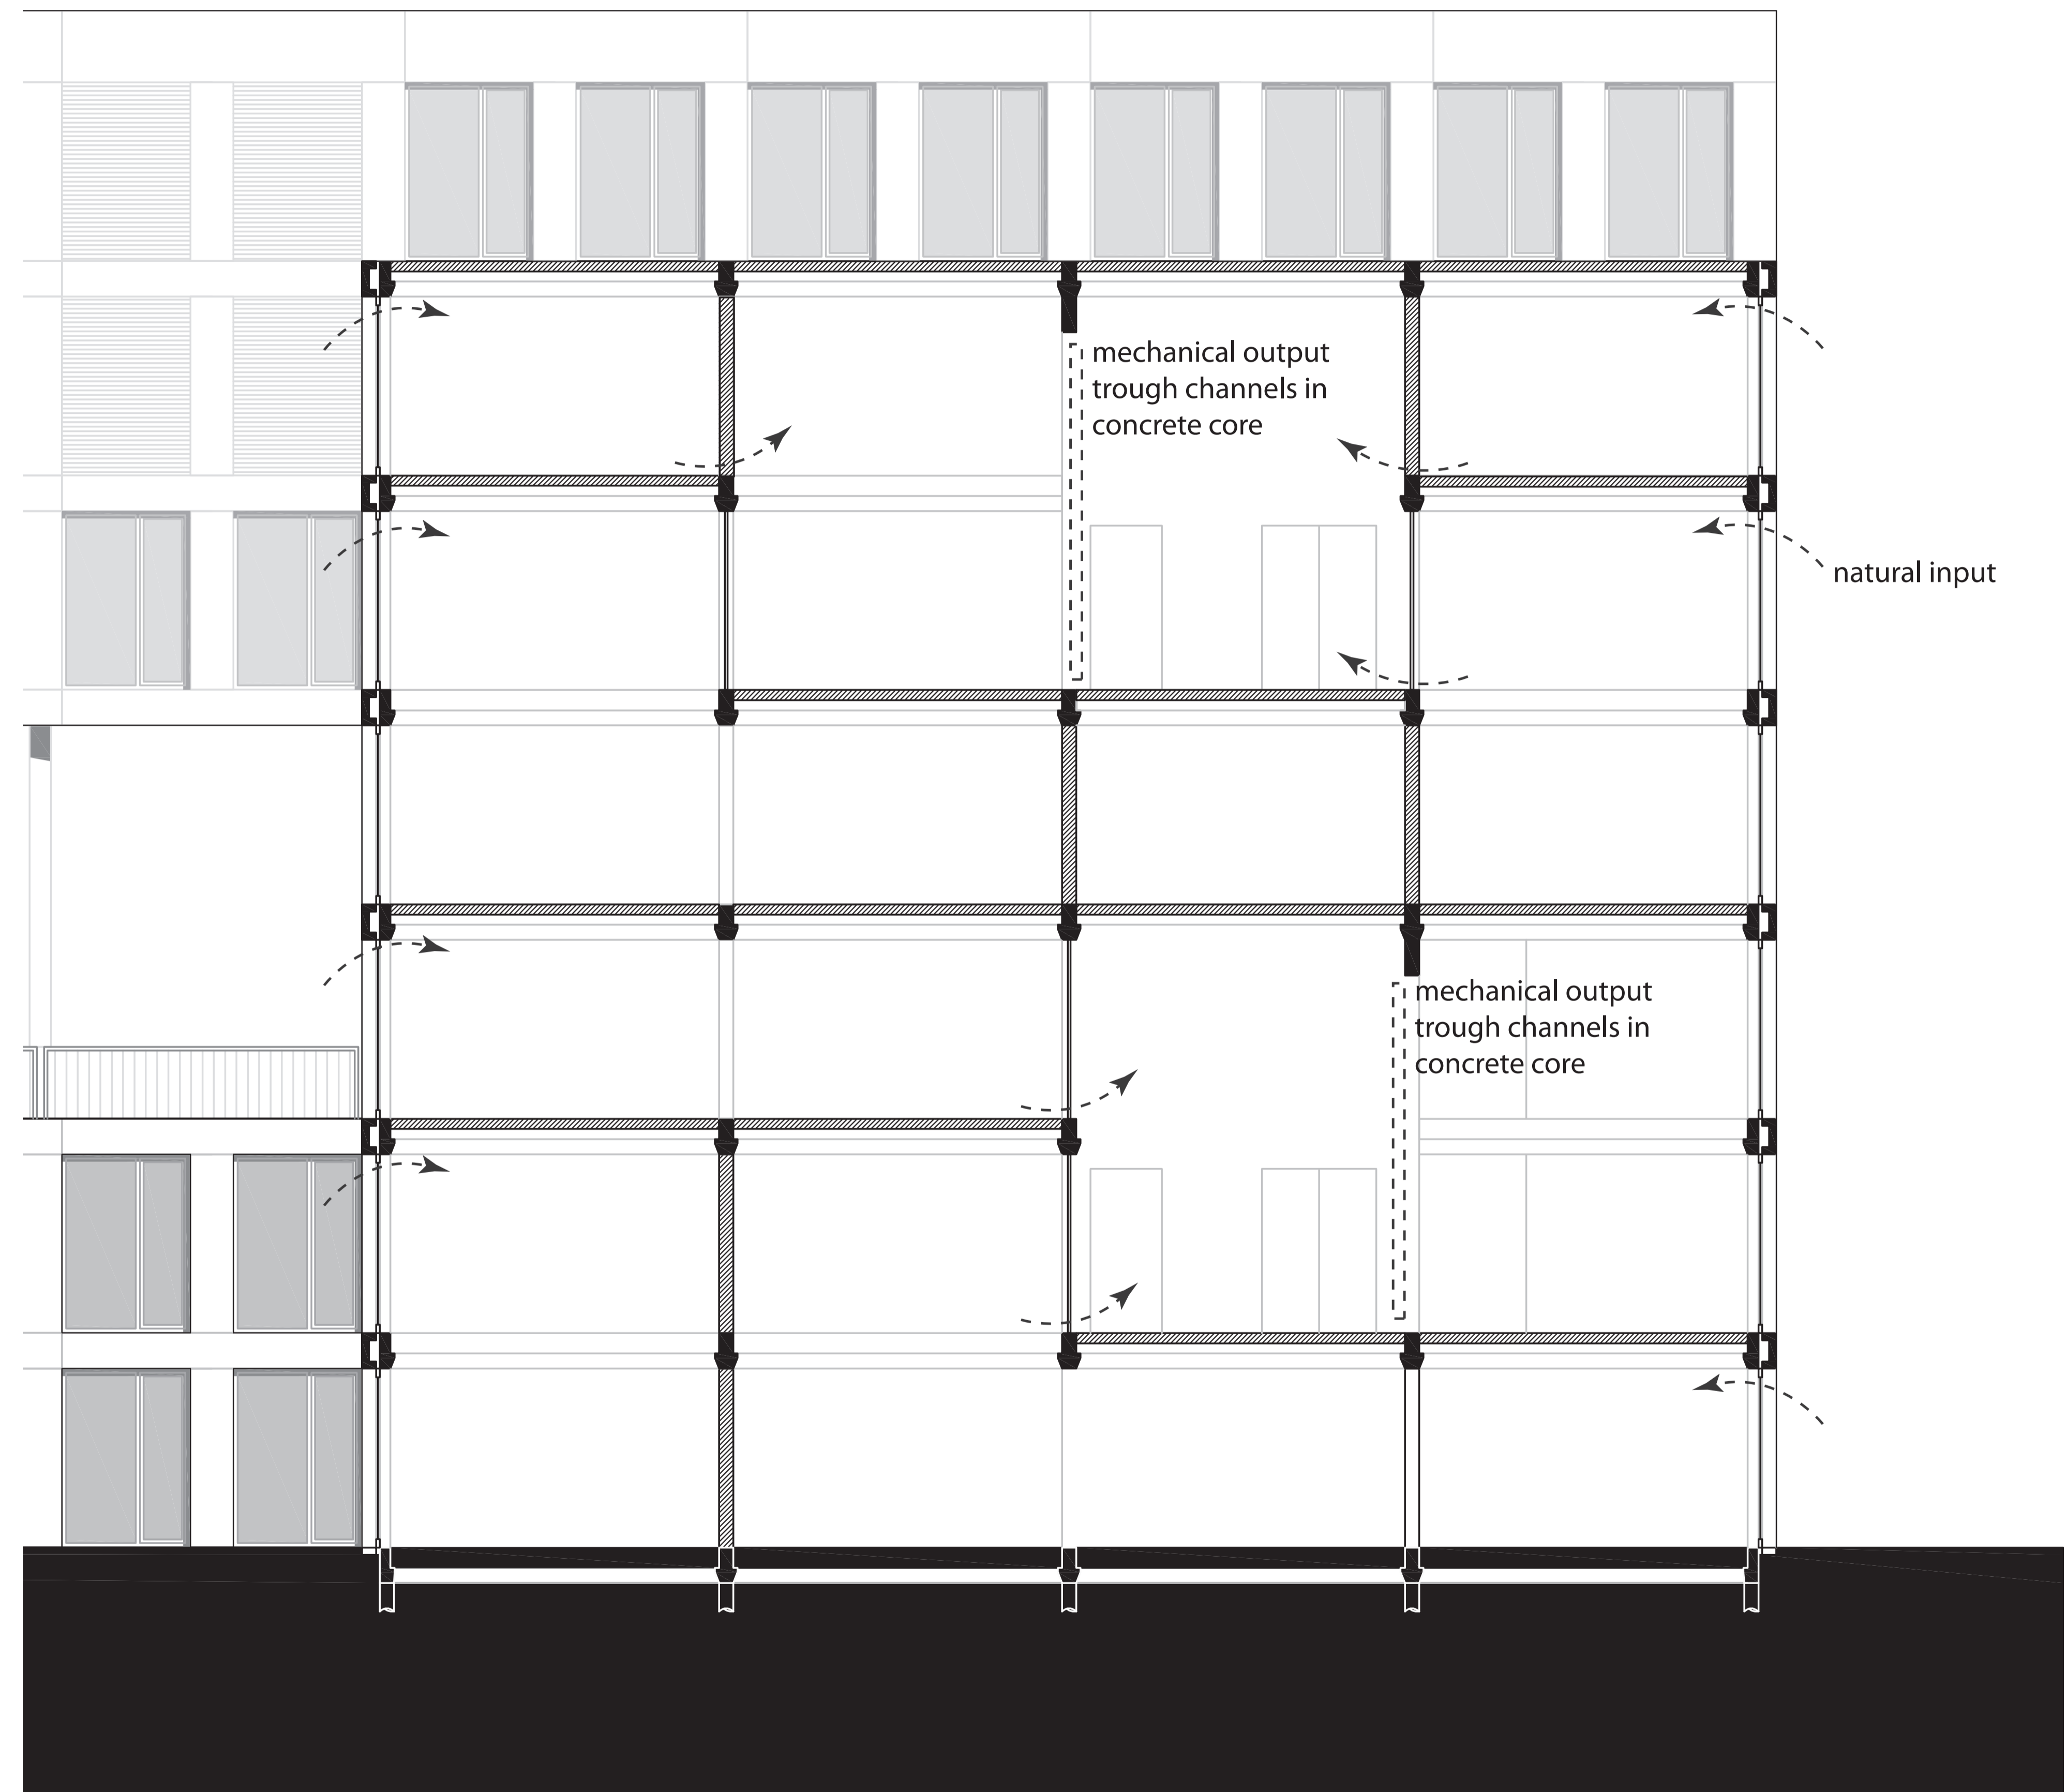 mechanical output
trough channels in
concrete core
natural input
mechanical output
trough channels in
concrete core